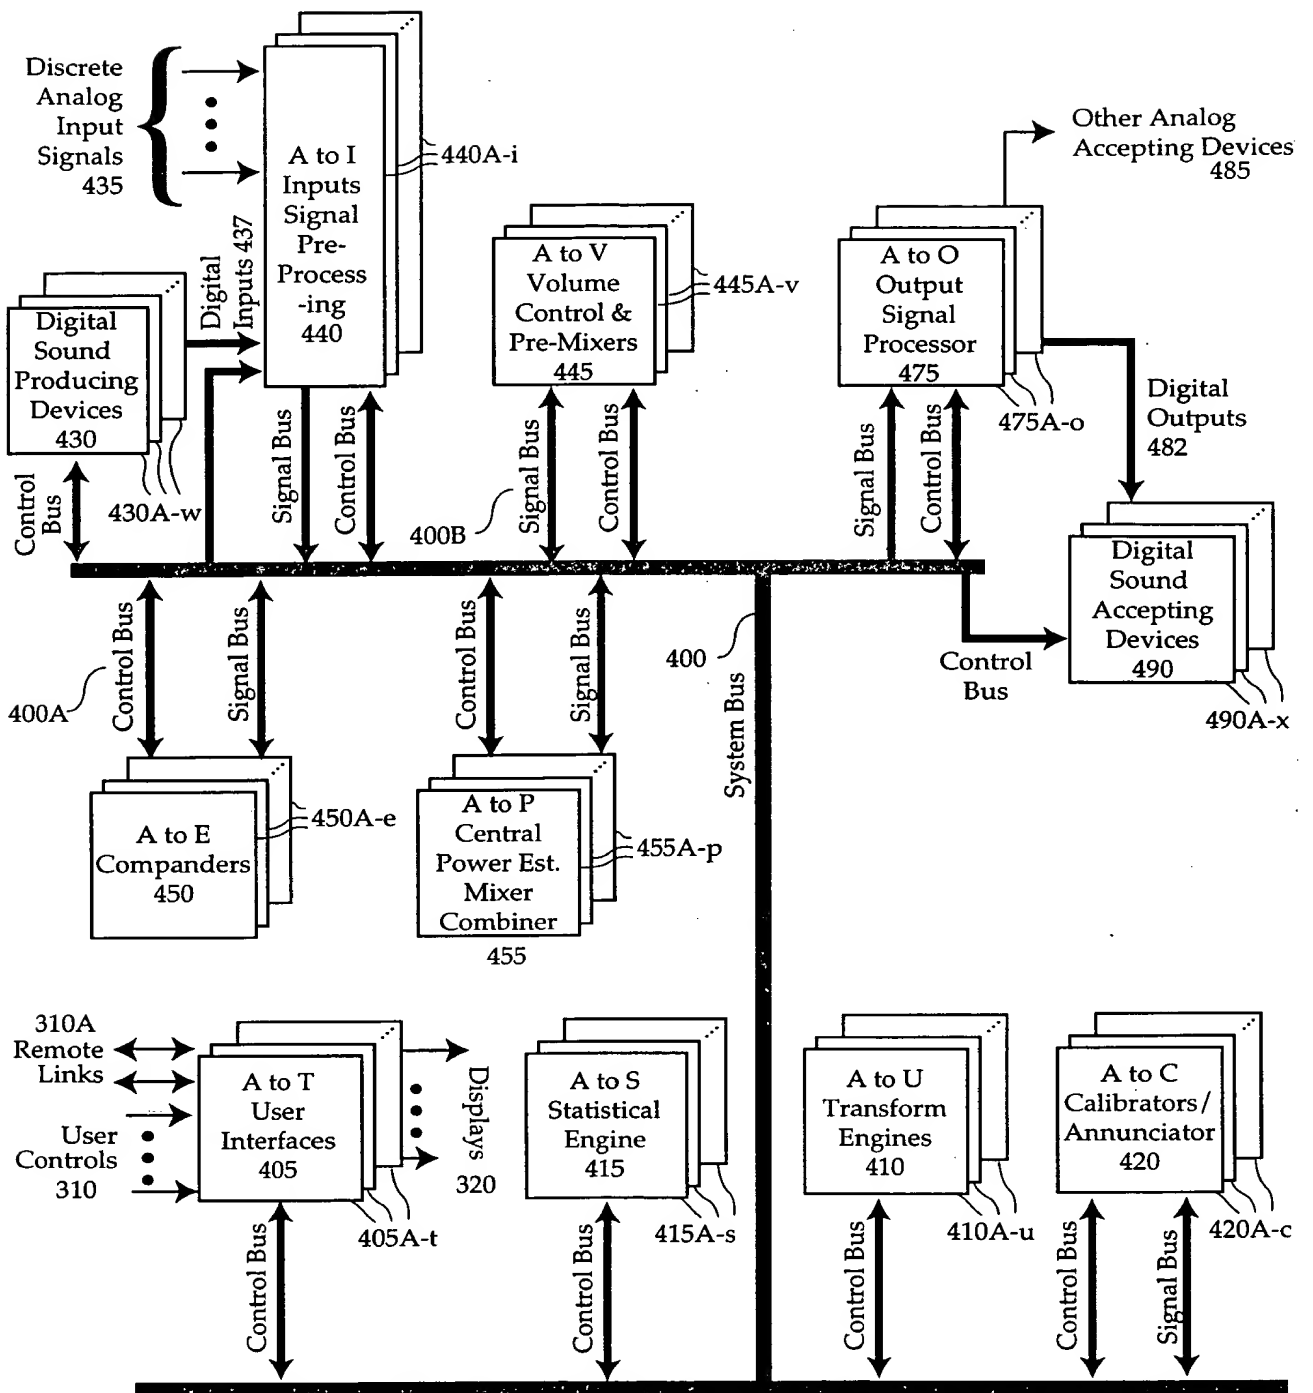 Discrete
Analog
Input
Signals
435
A to I
Inputs
Signal
Pre-
Process
-ing
440
440A-i
Digital
Inputs 437
Digital
Sound
Producing
Devices
430
430A-w
Control
Bus
Signal Bus
Control Bus
A to V
Volume
Control &
Pre-Mixers
445
445A-v
400B
Signal Bus
Control Bus
A to O
Output
Signal
Processor
475
475A-o
Other Analog
Accepting Devices
485
Digital
Outputs
482
Signal Bus
Control Bus
Digital
Sound
Accepting
Devices
490
490A-x
Control
Bus
400A
Control Bus
Signal Bus
A to E
Companders
450
450A-e
Control Bus
Signal Bus
A to P
Central
Power Est.
Mixer
Combiner
455
455A-p
400
System Bus
310A
Remote
Links
User
Controls
310
A to T
User
Interfaces
405
405A-t
Displays
320
Control Bus
A to S
Statistical
Engine
415
415A-s
Control Bus
A to U
Transform
Engines
410
410A-u
Control Bus
A to C
Calibrators/
Annunciator
420
420A-c
Control Bus
Signal Bus